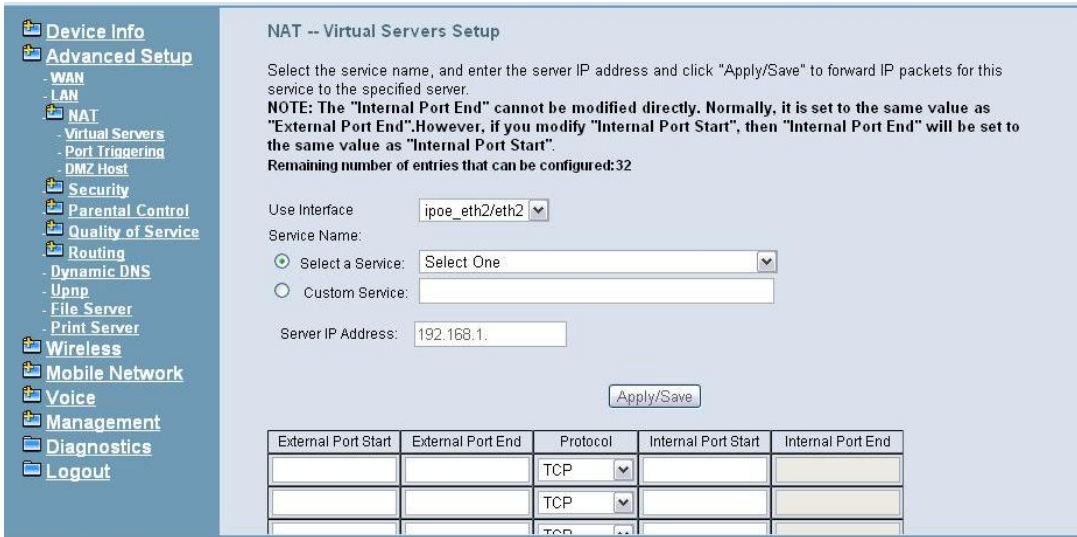 Device Info
Advanced Setup
- WAN
- LAN
NAT
- Virtual Servers
- Port Triggering
- DMZ Host
Security
Parental Control
Quality of Service
Routing
- Dynamic DNS
- Upnp
- File Server
- Print Server
Wireless
Mobile Network
Voice
Management
Diagnostics
Logout
NAT -- Virtual Servers Setup
Select the service name, and enter the server IP address and click "Apply/Save" to forward IP packets for this
service to the specified server.
NOTE: The "Internal Port End" cannot be modified directly. Normally, it is set to the same value as
"External Port End".However, if you modify "Internal Port Start", then "Internal Port End" will be set to
the same value as "Internal Port Start".
Remaining number of entries that can be configured:32
Use Interface ipoe_eth2/eth2
Service Name:
Select a Service: Select One
Custom Service:
Server IP Address: 192.168.1.
Apply/Save
External Port Start External Port End Protocol Internal Port Start Internal Port End
TCP
TCP
TCP